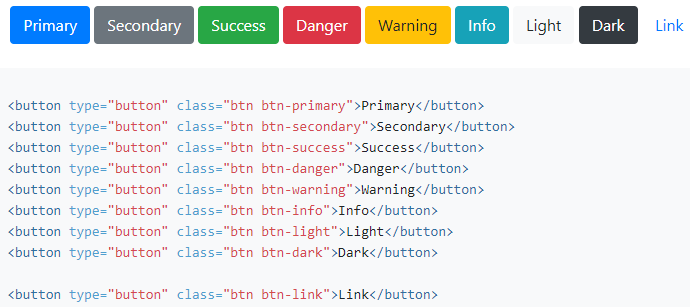 Primary Secondary Success Danger Warning Info Light Dark Link
<button type="button" class="btn btn-primary">Primary</button>
<button type="button" class="btn btn-secondary">Secondary</button>
<button type="button" class="btn btn-success">Success</button>
<button type="button" class="btn btn-danger">Danger</button>
<button type="button" class="btn btn-warning">Warning</button>
<button type="button" class="btn btn-info">Info</button>
<button type="button" class="btn btn-light">Light</button>
<button type="button" class="btn btn-dark">Dark</button>
<button type="button" class="btn btn-link">Link</button>